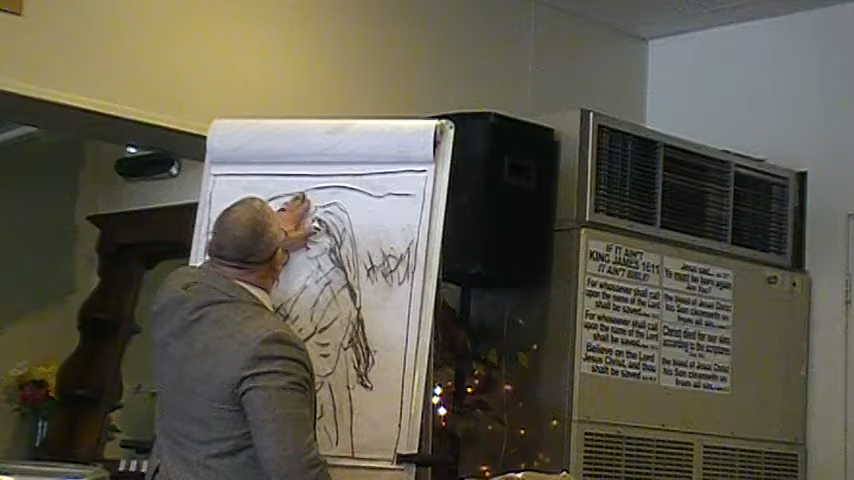 IF IT AIN'T
KING JAMES 1611
IT AIN'T BIBLE!
For whosoever shall call
upon the name of the Lord
shall be saved.
For whosoever shall call
upon the name of the Lord
shall be saved.
Believe on the Lord
Jesus Christ, and thou
shall be saved.
Jesus said...
Ye must be born again
Are You?
the blood of Jesus Christ
his Son cleanseth us
from all sin.
Christ died for our sins
according to the scriptures
the blood of Jesus Christ
his Son cleanseth us
from all sin.